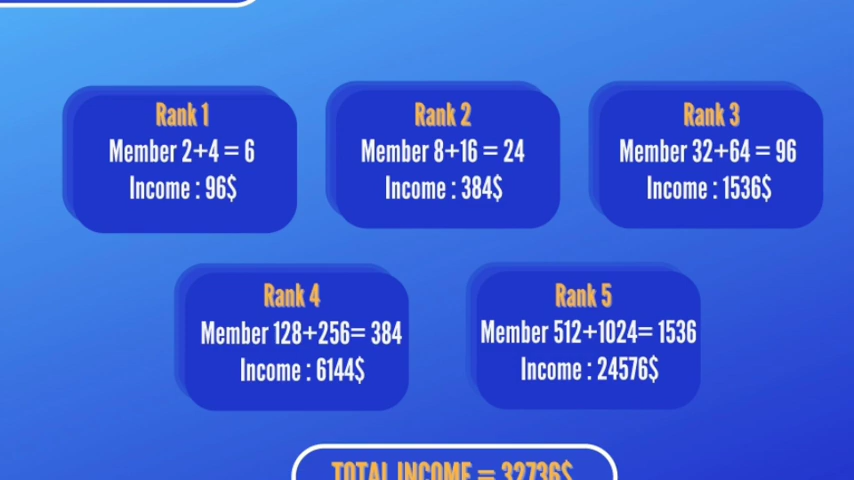 Rank 1
Member 2+4 = 6
Income : 96$
Rank 2
Member 8+16 = 24
Income : 384$
Rank 3
Member 32+64 = 96
Income : 1536$
Rank 4
Member 128+256= 384
Income : 6144$
Rank 5
Member 512+1024= 1536
Income : 24576$
TOTAL INCOME = 32736$